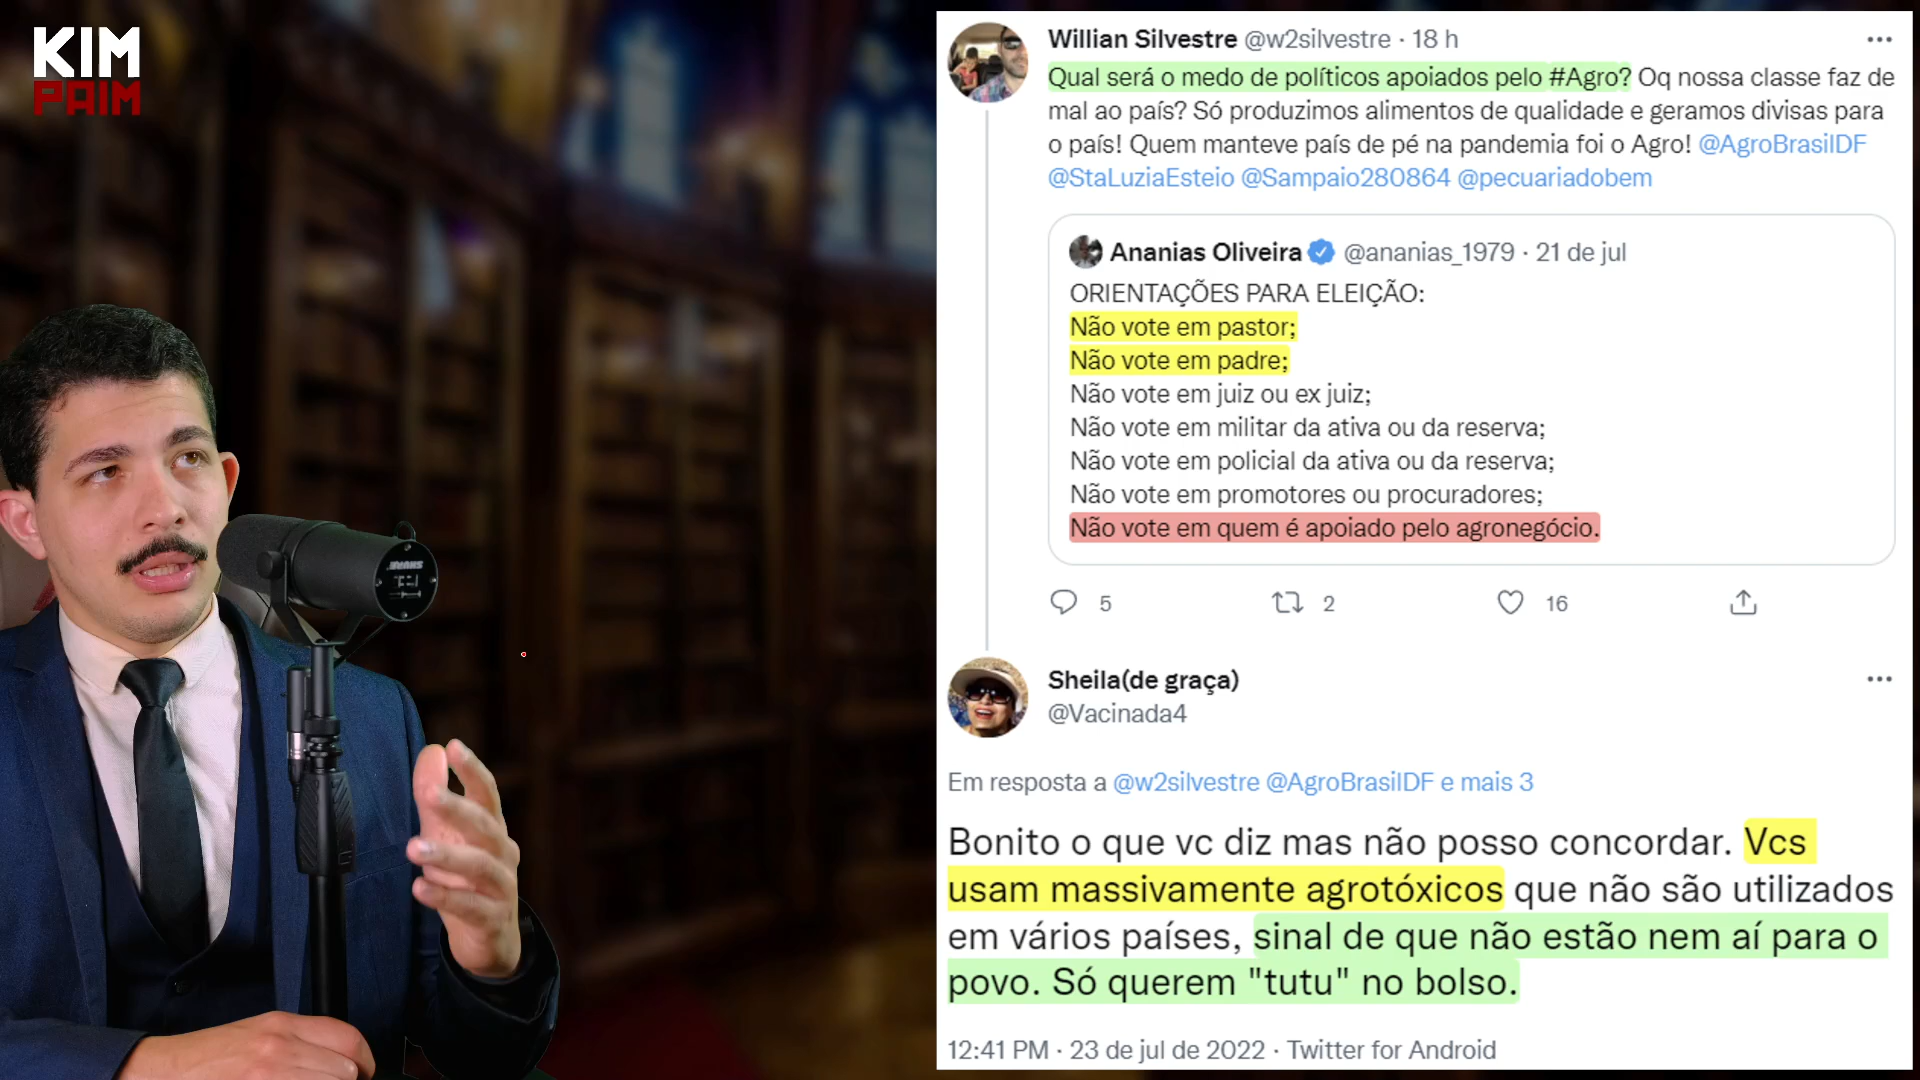 KIM
PAIM
Willian Silvestre @w2silvestre · 18 h
Qual será o medo de políticos apoiados pelo #Agro? Oq nossa classe faz de
mal ao país? Só produzimos alimentos de qualidade e geramos divisas para
o país! Quem manteve país de pé na pandemia foi o Agro! @AgroBrasilDF
@StaLuziaEsteio @Sampaio280864 @pecuariadobem
Ananias Oliveira @ananias_1979 · 21 de jul
ORIENTAÇÕES PARA ELEIÇÃO:
Não vote em pastor;
Não vote em padre;
Não vote em juiz ou ex juiz;
Não vote em militar da ativa ou da reserva;
Não vote em policial da ativa ou da reserva;
Não vote em promotores ou procuradores;
Não vote em quem é apoiado pelo agronegócio.
5 2 16
Sheila(de graça)
@Vacinada4
Em resposta a @w2silvestre @AgroBrasilDF e mais 3
Bonito o que vc diz mas não posso concordar. Vcs
usam massivamente agrotóxicos que não são utilizados
em vários países, sinal de que não estão nem aí para o
povo. Só querem "tutu" no bolso.
12:41 PM · 23 de jul de 2022 · Twitter for Android